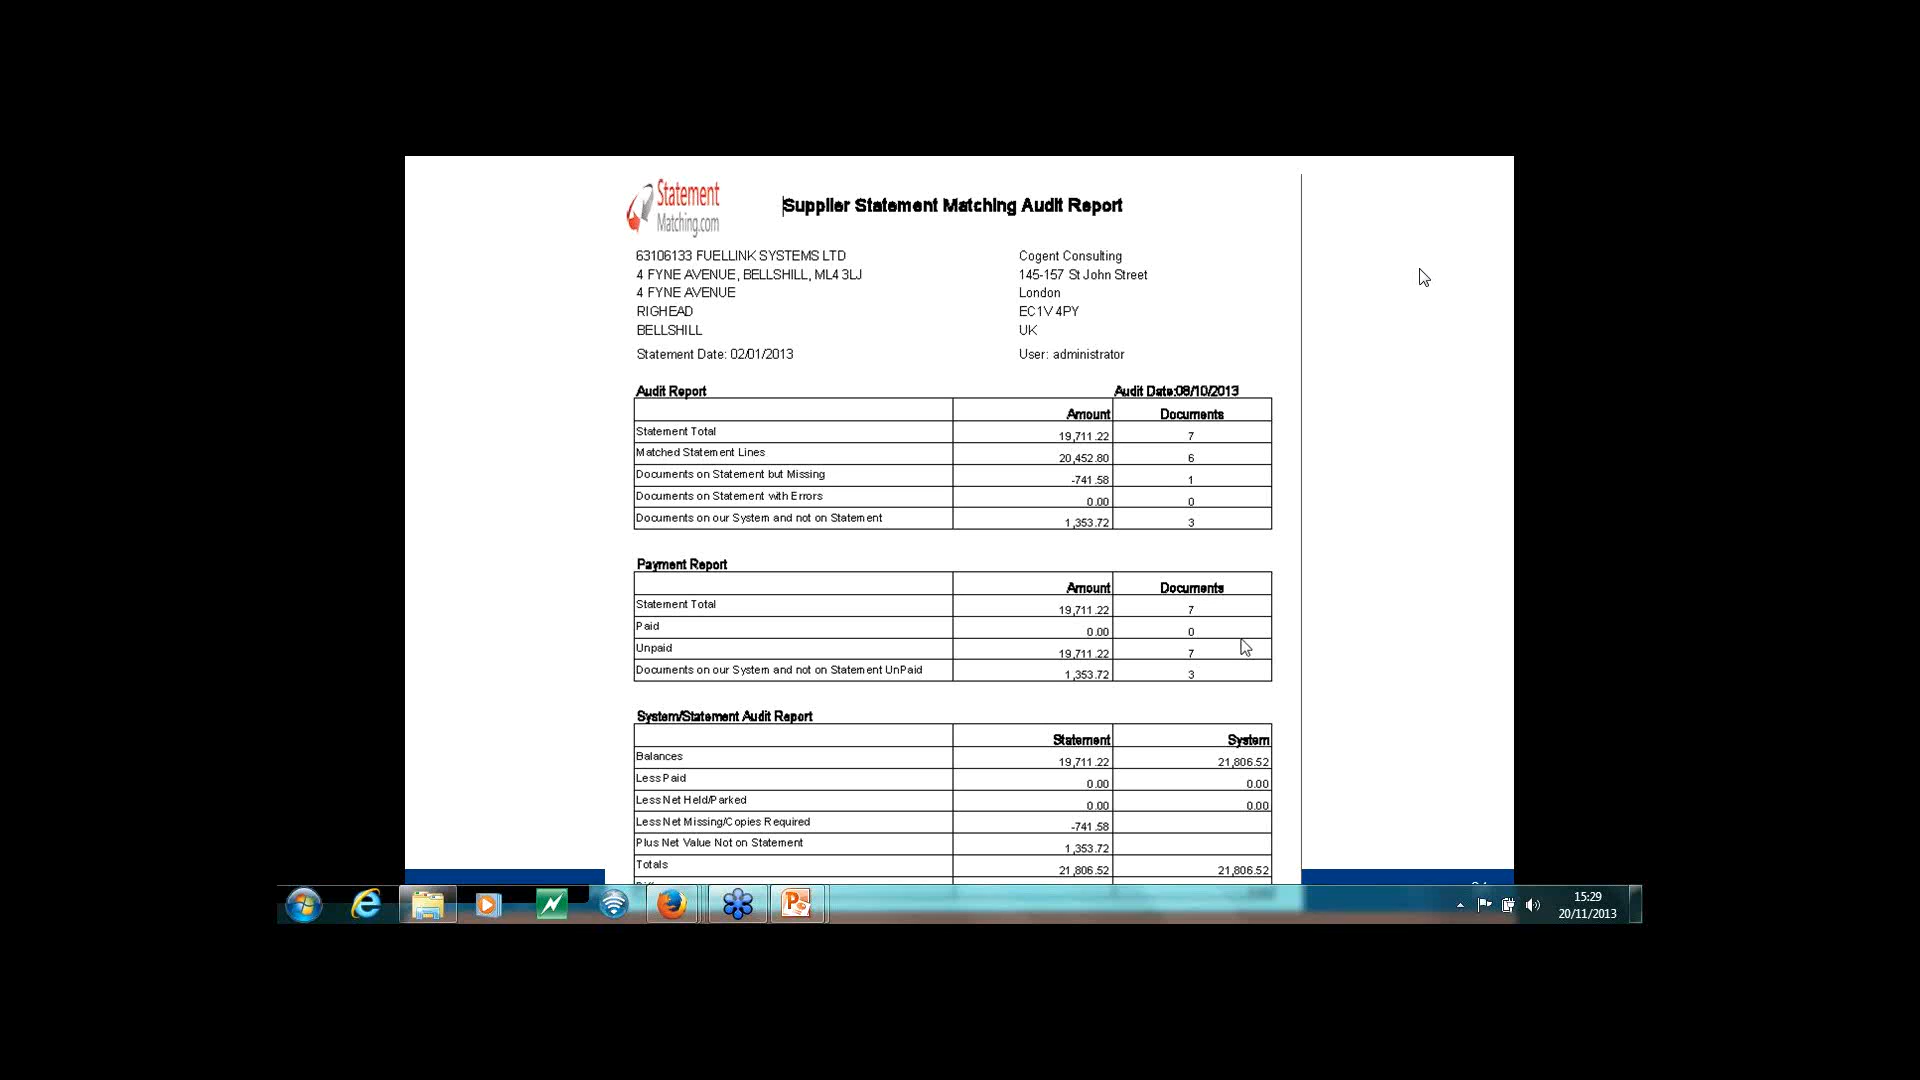 Statement
Matching.com
Supplier Statement Matching Audit Report
63106133 FUELLINK SYSTEMS LTD
4 FYNE AVENUE, BELLSHILL, ML4 3LJ
4 FYNE AVENUE
RIGHEAD
BELLSHILL
Statement Date: 02/01/2013
Cogent Consulting
145-157 St John Street
London
EC1V 4PY
UK
User: administrator
Audit Report Audit Date:08/10/2013
Amount Documents
Statement Total 19,711.22 7
Matched Statement Lines 20,452.80 6
Documents on Statement but Missing -741.58 1
Documents on Statement with Errors 0.00 0
Documents on our System and not on Statement 1,353.72 3
Payment Report
Amount Documents
Statement Total 19,711.22 7
Paid 0.00 0
Unpaid 19,711.22 7
Documents on our System and not on Statement UnPaid 1,353.72 3
System/Statement Audit Report
Statement System
Balances 19,711.22 21,806.52
Less Paid 0.00 0.00
Less Net Held/Parked 0.00 0.00
Less Net Missing/Copies Required -741.58
Plus Net Value Not on Statement 1,353.72
Totals 21,806.52 21,806.52
15:29
20/11/2013